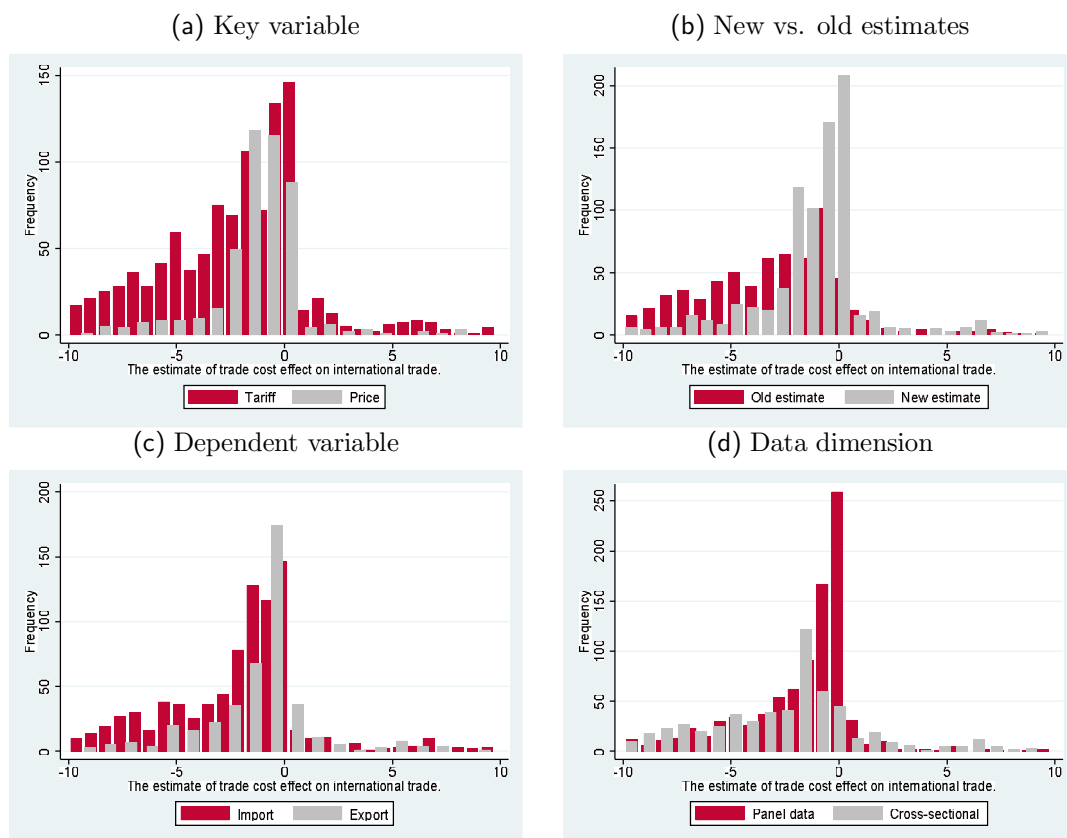 (a) Key variable
(b) New vs. old estimates
Frequency
0 50 100 150
-10 -5 0 5 10
The estimate of trade cost effect on international trade.
Tariff Price
Frequency
0 50 100 150 200
-10 -5 0 5 10
The estimate of trade cost effect on international trade.
Old estimate New estimate
(c) Dependent variable
(d) Data dimension
Frequency
0 50 100 150 200
-10 -5 0 5 10
The estimate of trade cost effect on international trade.
Import Export
Frequency
0 50 100 150 200 250
-10 -5 0 5 10
The estimate of trade cost effect on international trade.
Panel data Cross-sectional